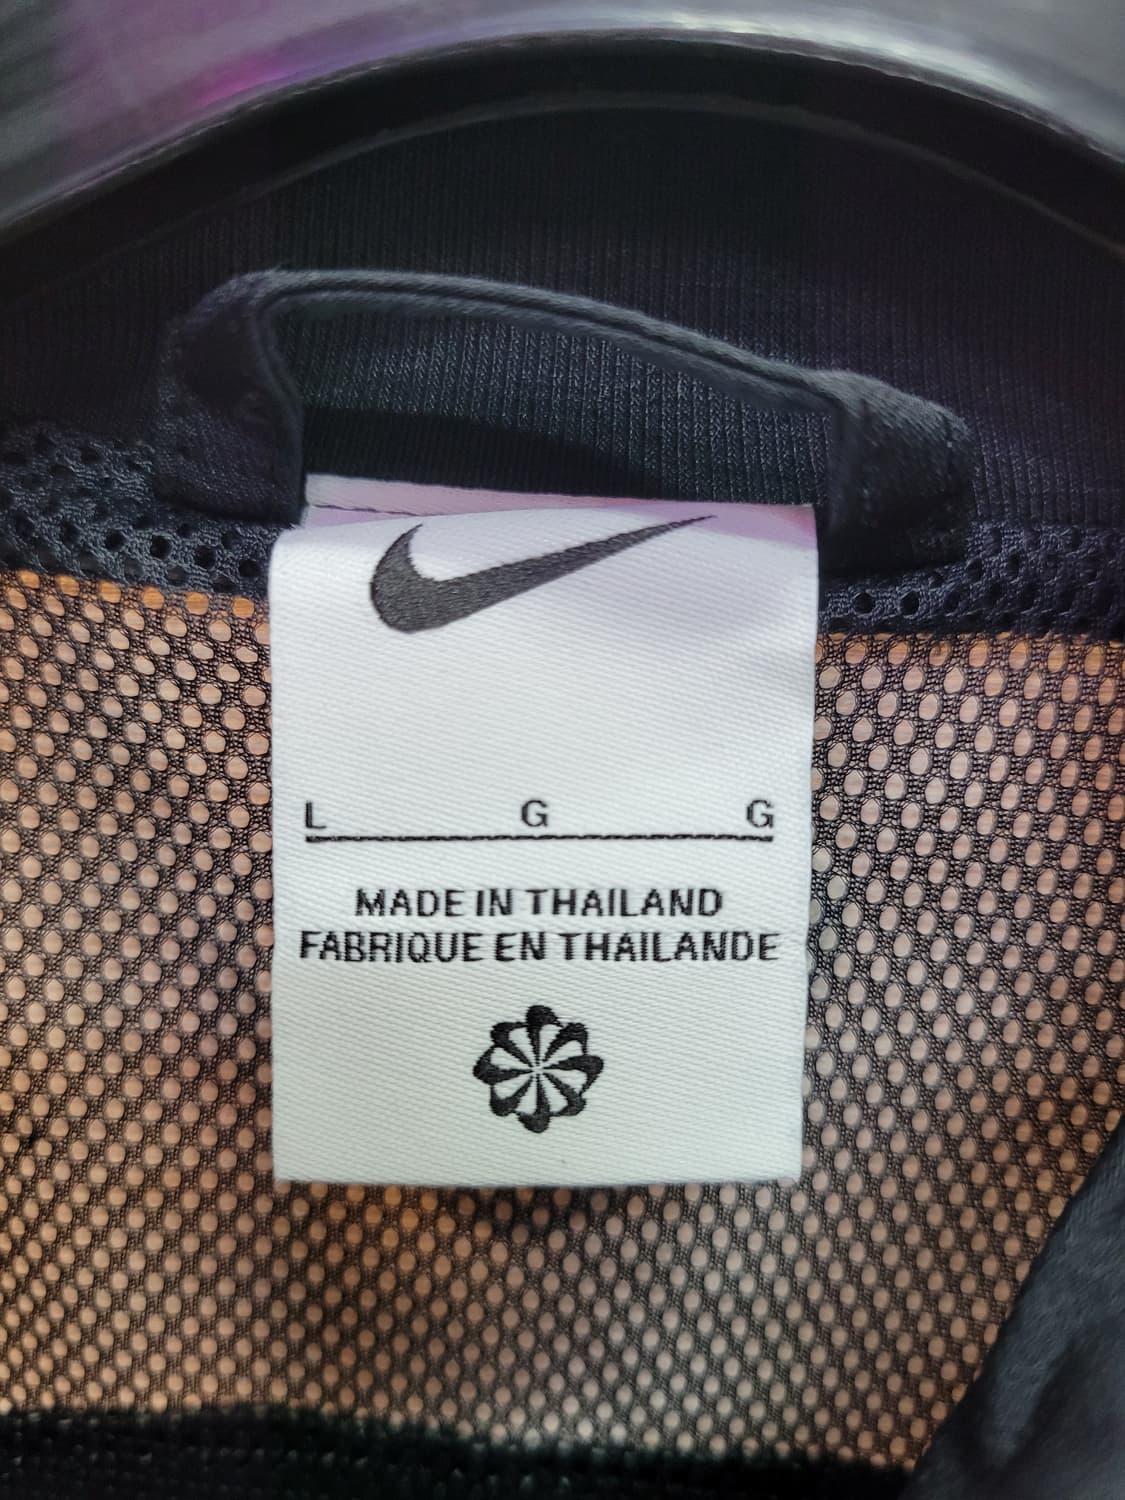 L G G
MADE IN THAILAND
FABRIQUE EN THAILANDE